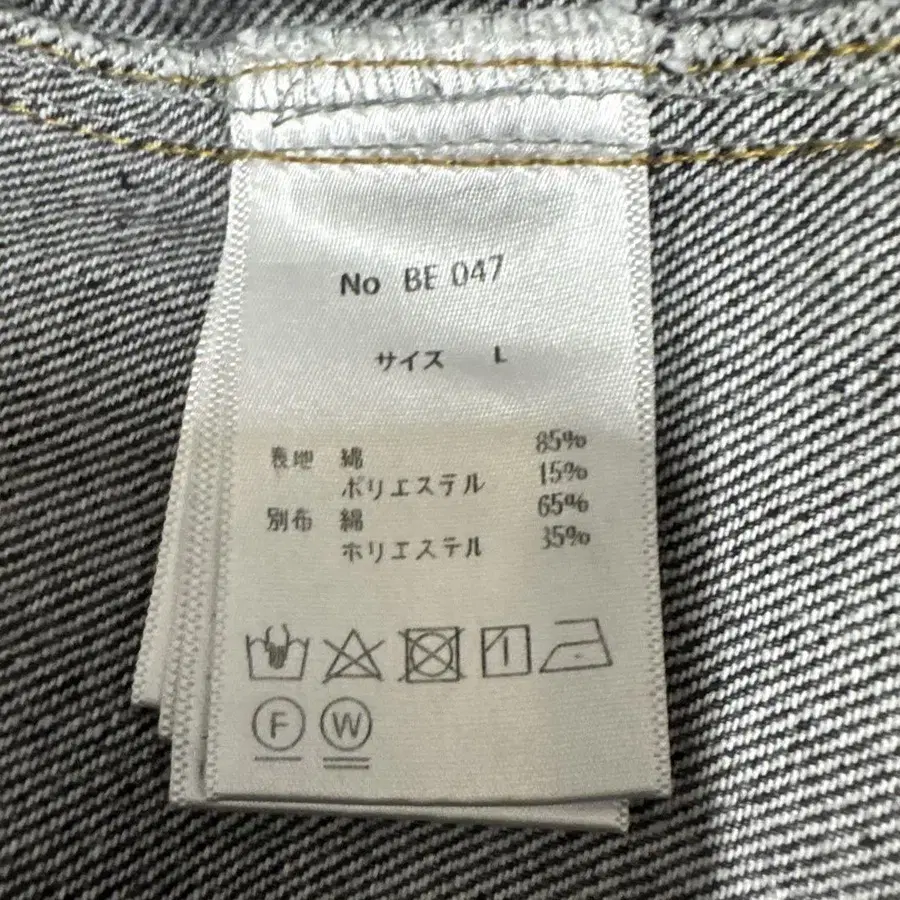 No BE 047
サイズ L
表地 綿 85%
ポリエステル 15%
別布 綿 65%
ポリエステル 35%
F W